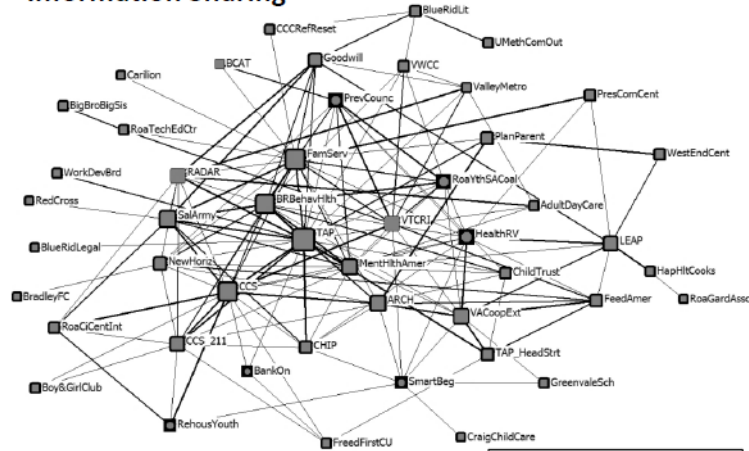 Information Sharing
BlueRidLit
CCCRefReset
UMethComOut
Goodwill
BCAT
VWCC
Carilion
ValleyMetro
PresComCent
PrevCounc
BigBroBigSis
RoaTechEdCtr
PlanParent
WestEndCent
FamServ
WorkDevBrd
RADAR
RoaYthSACoal
RedCross
BRBehavHlth
AdultDayCare
SalArmy
VTCRI
TAP
HealthRV
LEAP
BlueRidLegal
NewHoriz
MentHlthAmer
ChildTrust
HapHltCooks
CCS
BradleyFC
ARCH
FeedAmer
RoaGardAsso
VACoopExt
RoaCiCentInt
CCS_211
CHIP
TAP_HeadStrt
BankOn
SmartBeg
GreenvaleSch
Boy&GirlClub
RehousYouth
FreedFirstCU
CraigChildCare